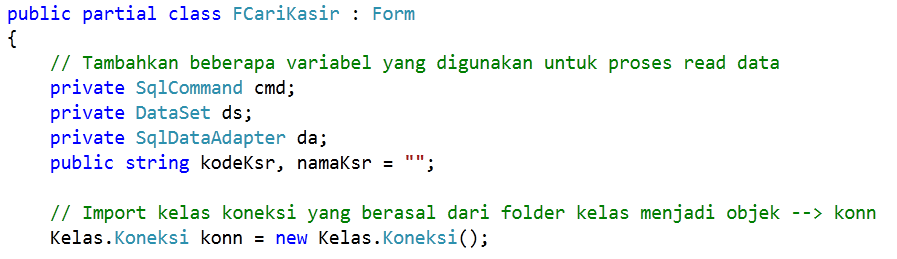 public partial class FCariKasir : Form
{
// Tambahkan beberapa variabel yang digunakan untuk proses read data
private SqlCommand cmd;
private DataSet ds;
private SqlDataAdapter da;
public string kodeKsr, namaKsr = "";
// Import kelas koneksi yang berasal dari folder kelas menjadi objek --> konn
Kelas.Koneksi konn = new Kelas.Koneksi();